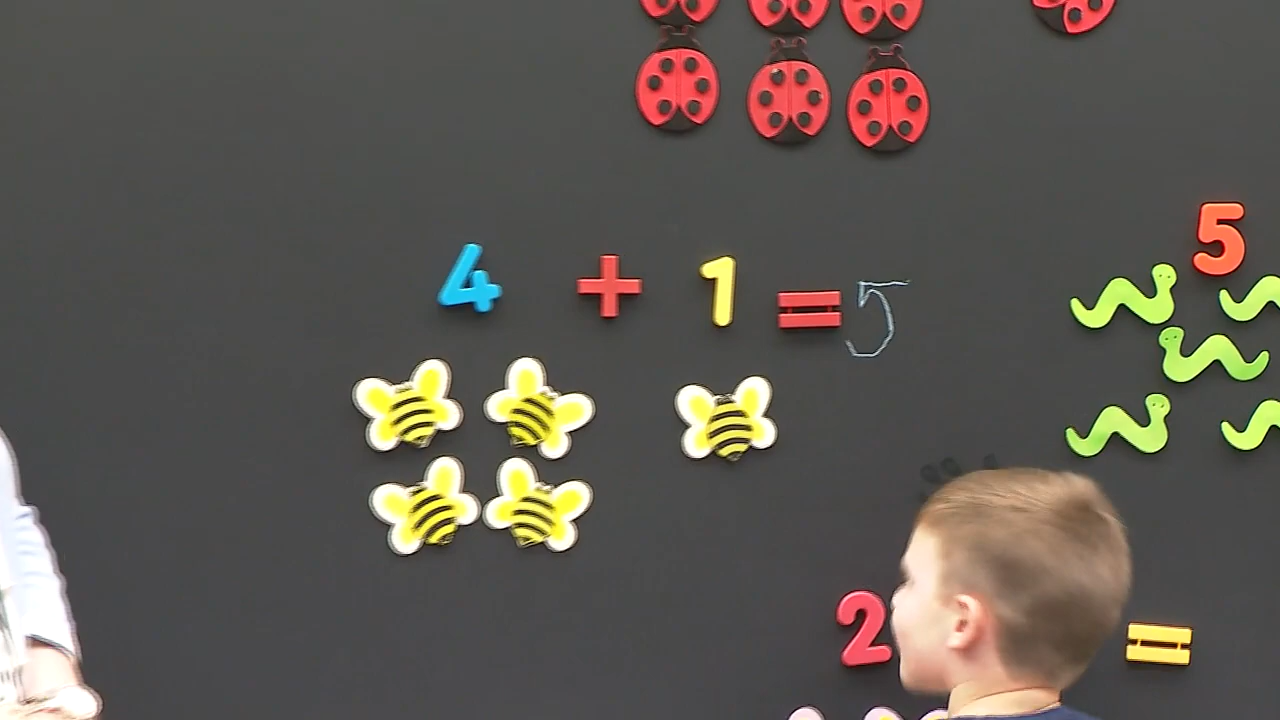 4 + 1 = 5
5
2 =